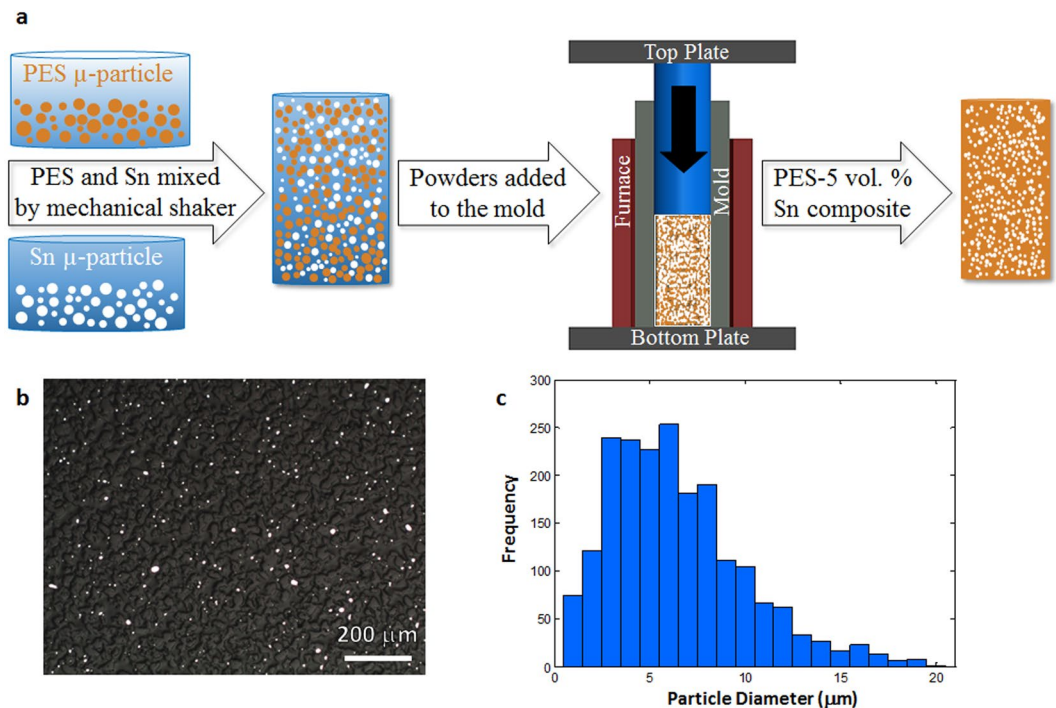 a
PES μ-particle
PES and Sn mixed
by mechanical shaker
Sn μ-particle
Powders added
to the mold
Top Plate
Furnace
Mold
Bottom Plate
PES-5 vol. %
Sn composite
b
200 μm
c
300
250
200
150
100
50
0
Frequency
0
5
10
15
20
Particle Diameter (μm)